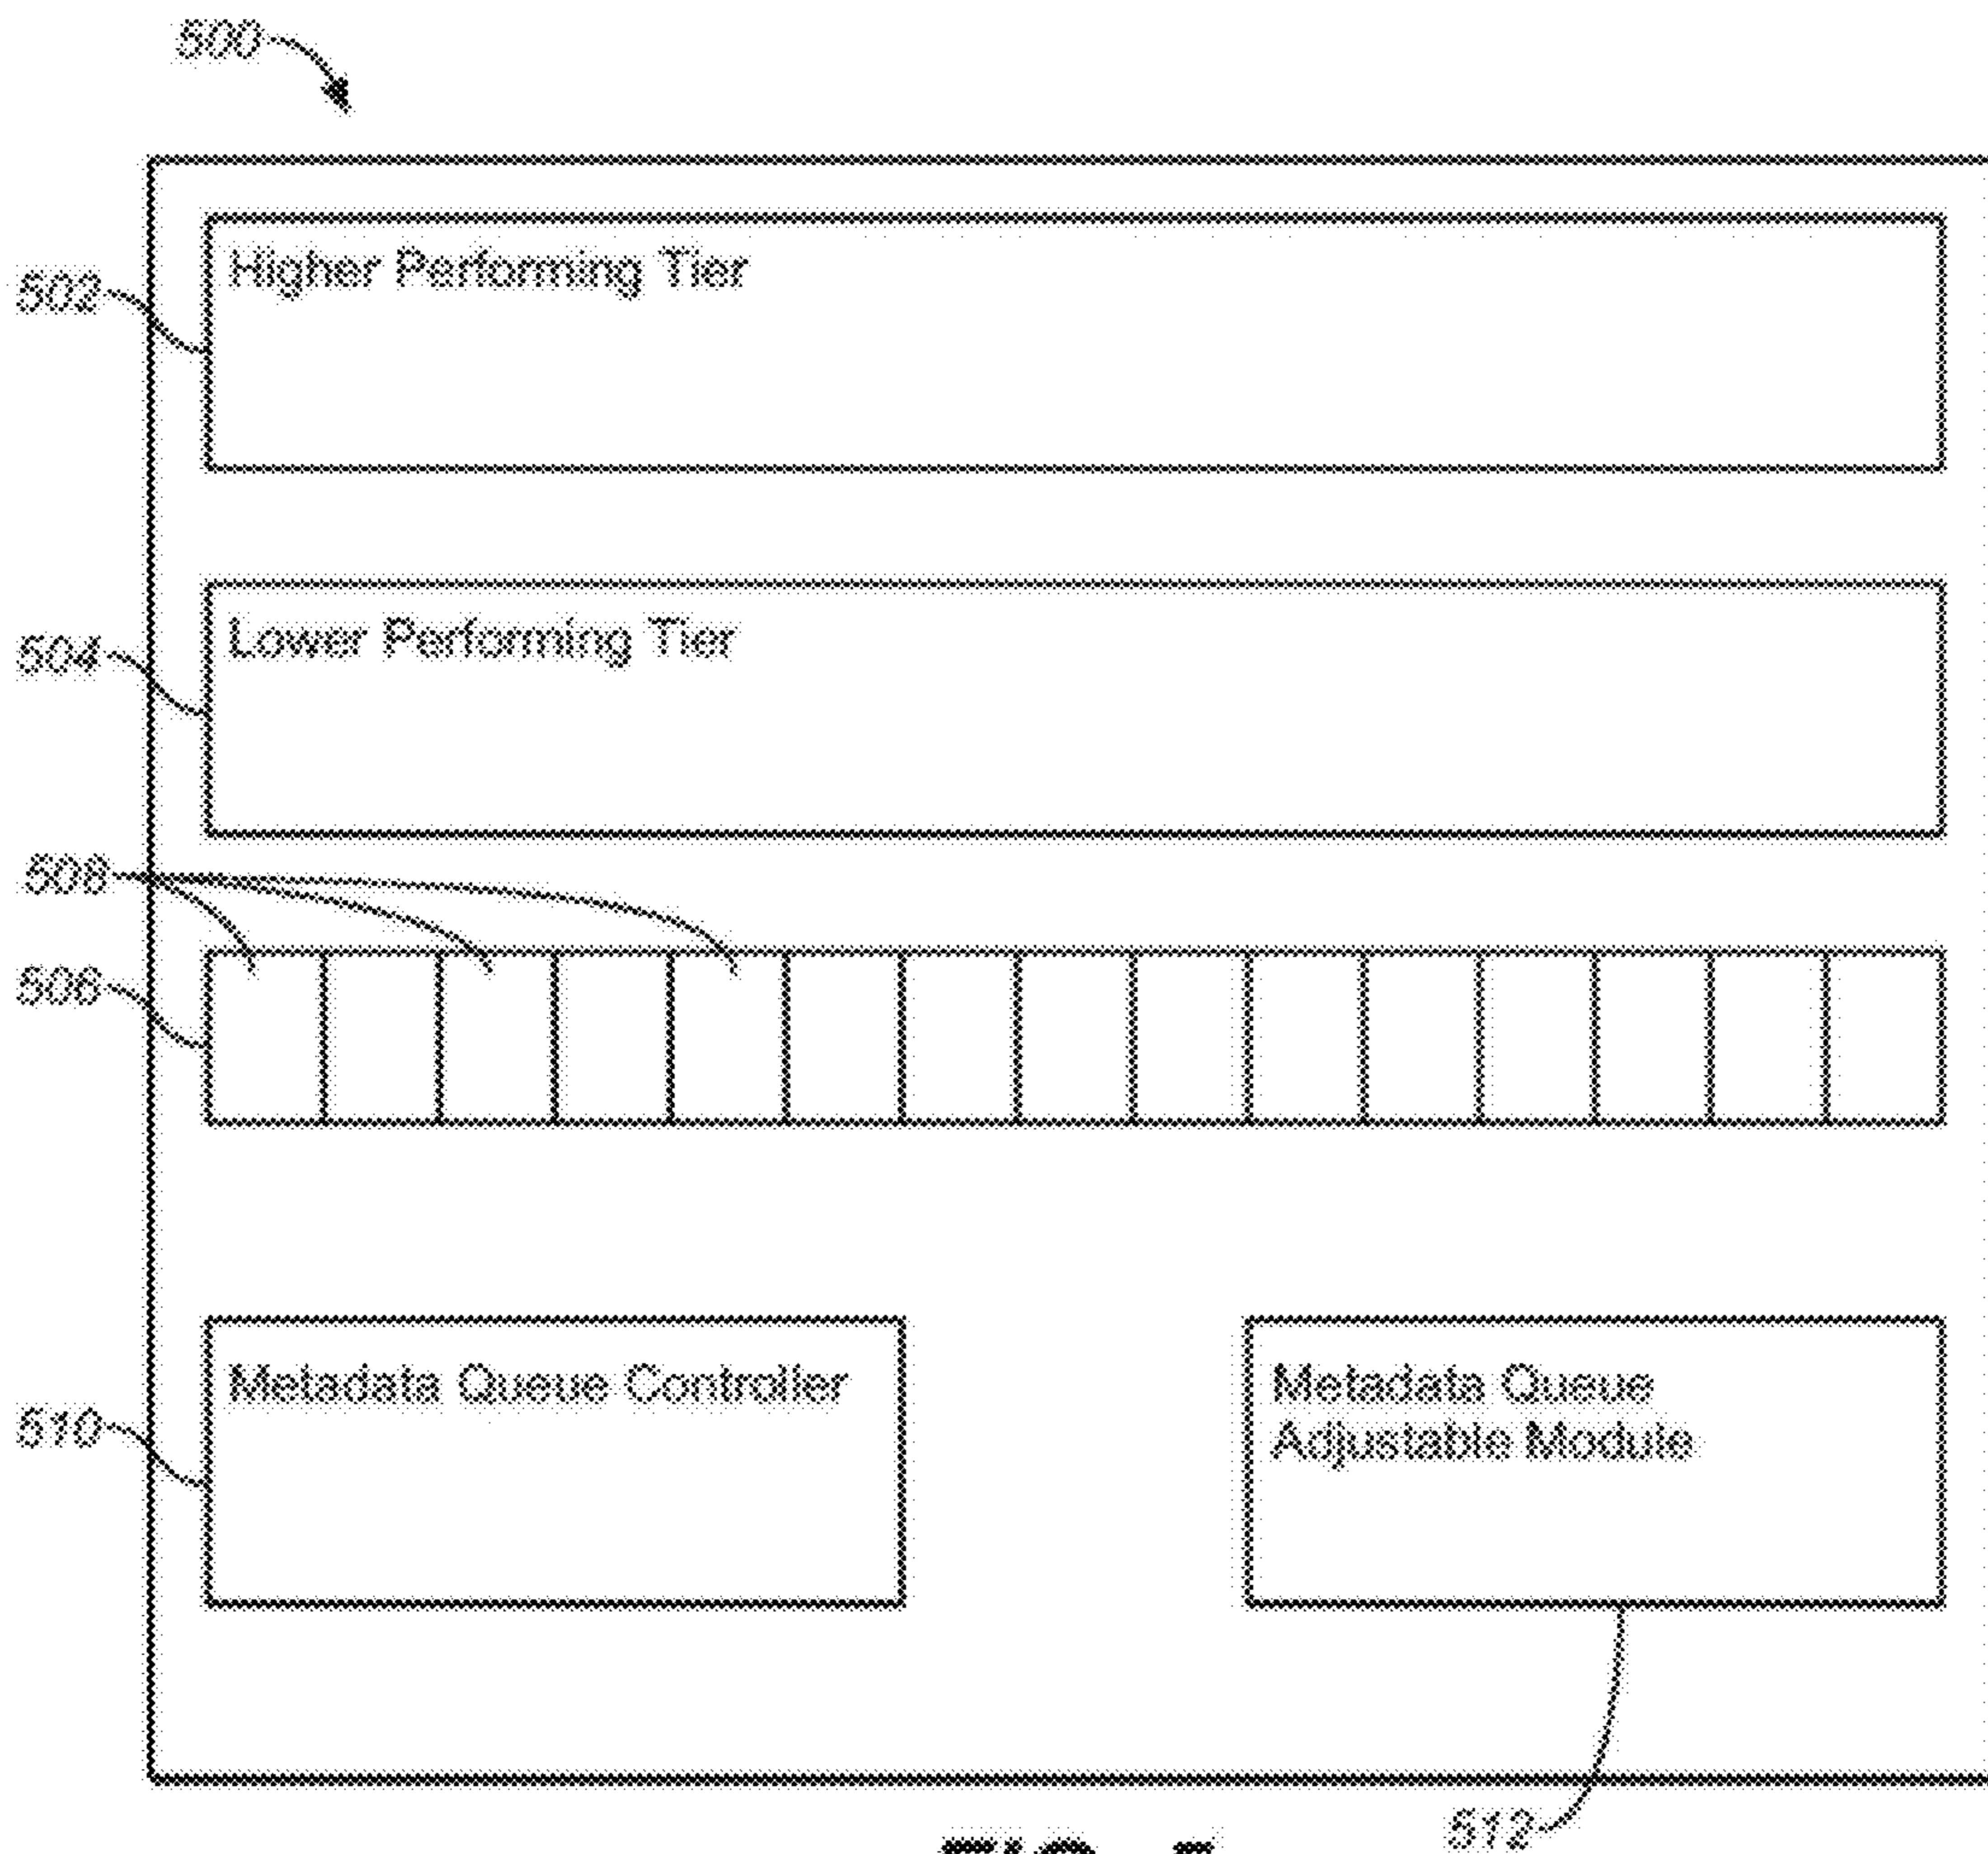 500
Higher Performing Tier
502
Lower Performing Tier
504
508
506
Metadata Queue Controller
Metadata Queue
Adjustable Module
510
512